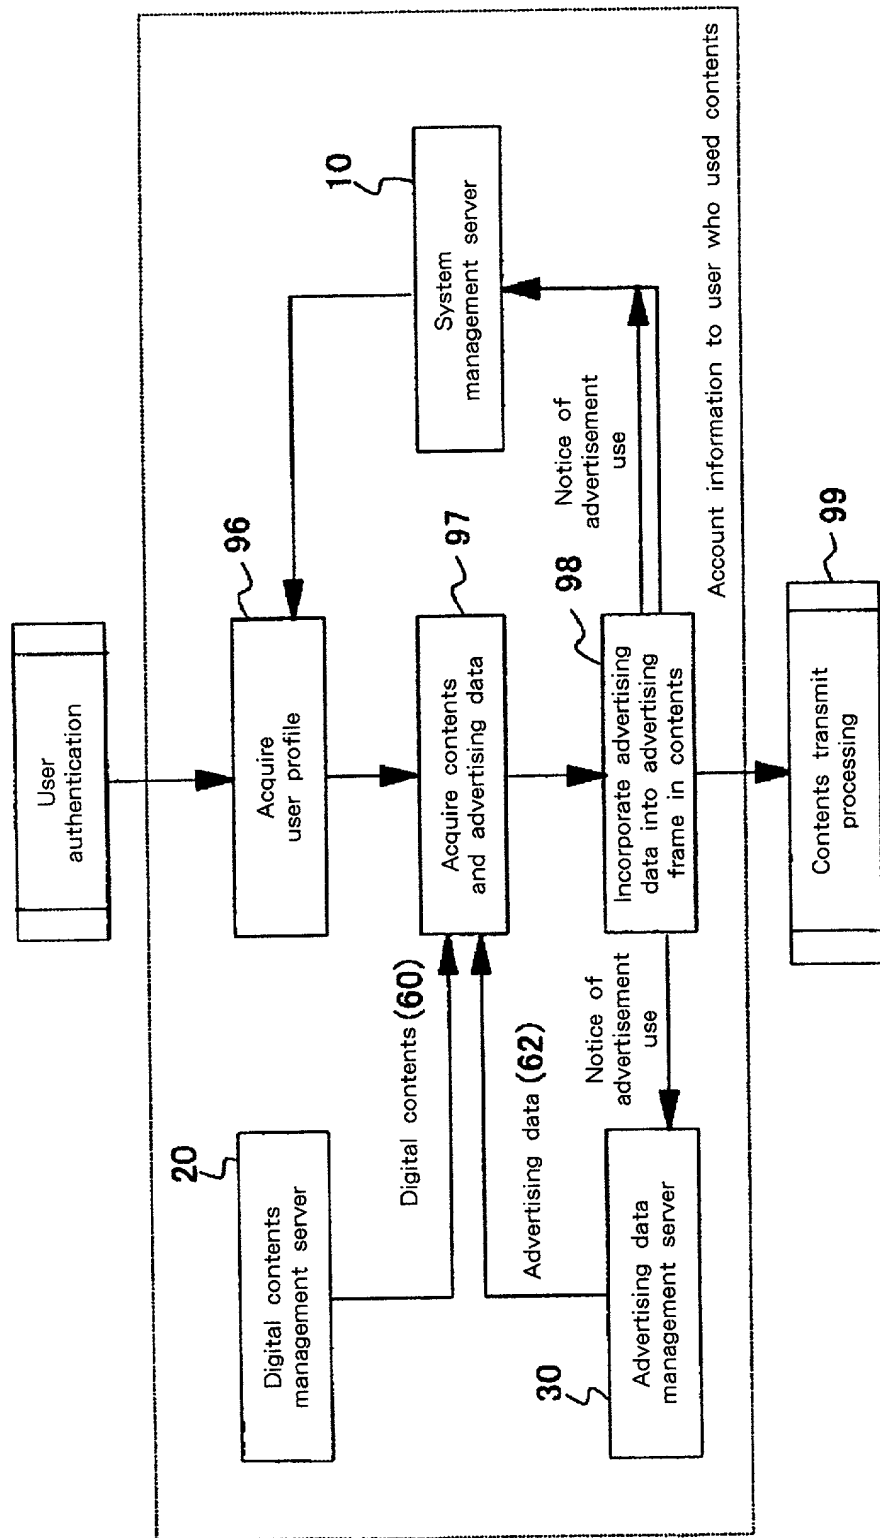 User
authentication
96
Acquire
user profile
10
System
management server
20
Digital contents
management server
Digital contents (60)
97
Acquire contents
and advertising data
Advertising data (62)
30
Advertising data
management server
Notice of
advertisement
use
98
Incorporate advertising
data into advertising
frame in contents
Notice of
advertisement
use
Account information to user who used contents
99
Contents transmit
processing